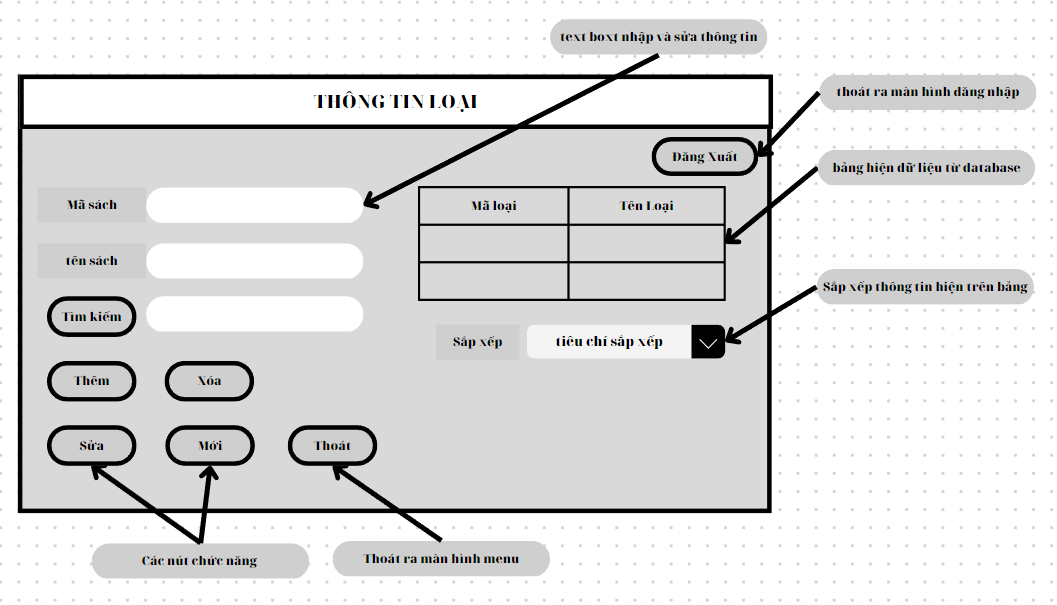 text boxt nhập và sửa thông tin
THÔNG TIN LOẠI
thoát ra màn hình đăng nhập
Đăng Xuất
bảng hiện dữ liệu từ database
Mã sách
Mã loại
Tên Loại
tên sách
Sắp xếp thông tin hiện trên bảng
Tìm kiếm
Sắp xếp
tiêu chí sắp xếp
Thêm
Xóa
Sửa
Mới
Thoát
Các nút chức năng
Thoát ra màn hình menu